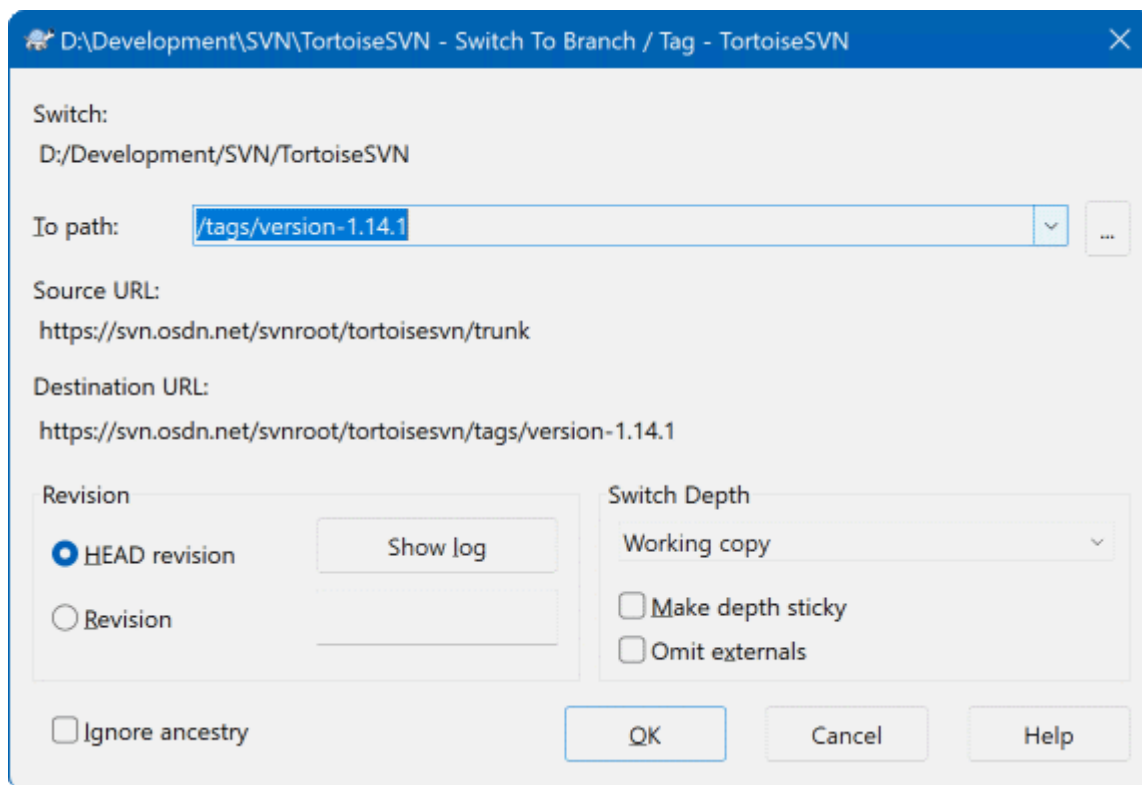 D:\Development\SVN\TortoiseSVN - Switch To Branch / Tag - TortoiseSVN
Switch:
D:/Development/SVN/TortoiseSVN
To path:
/tags/version-1.14.1
...
Source URL:
https://svn.osdn.net/svnroot/tortoisesvn/trunk
Destination URL:
https://svn.osdn.net/svnroot/tortoisesvn/tags/version-1.14.1
Revision
HEAD revision
Show log
Revision
Switch Depth
Working copy
Make depth sticky
Omit externals
Ignore ancestry
OK
Cancel
Help